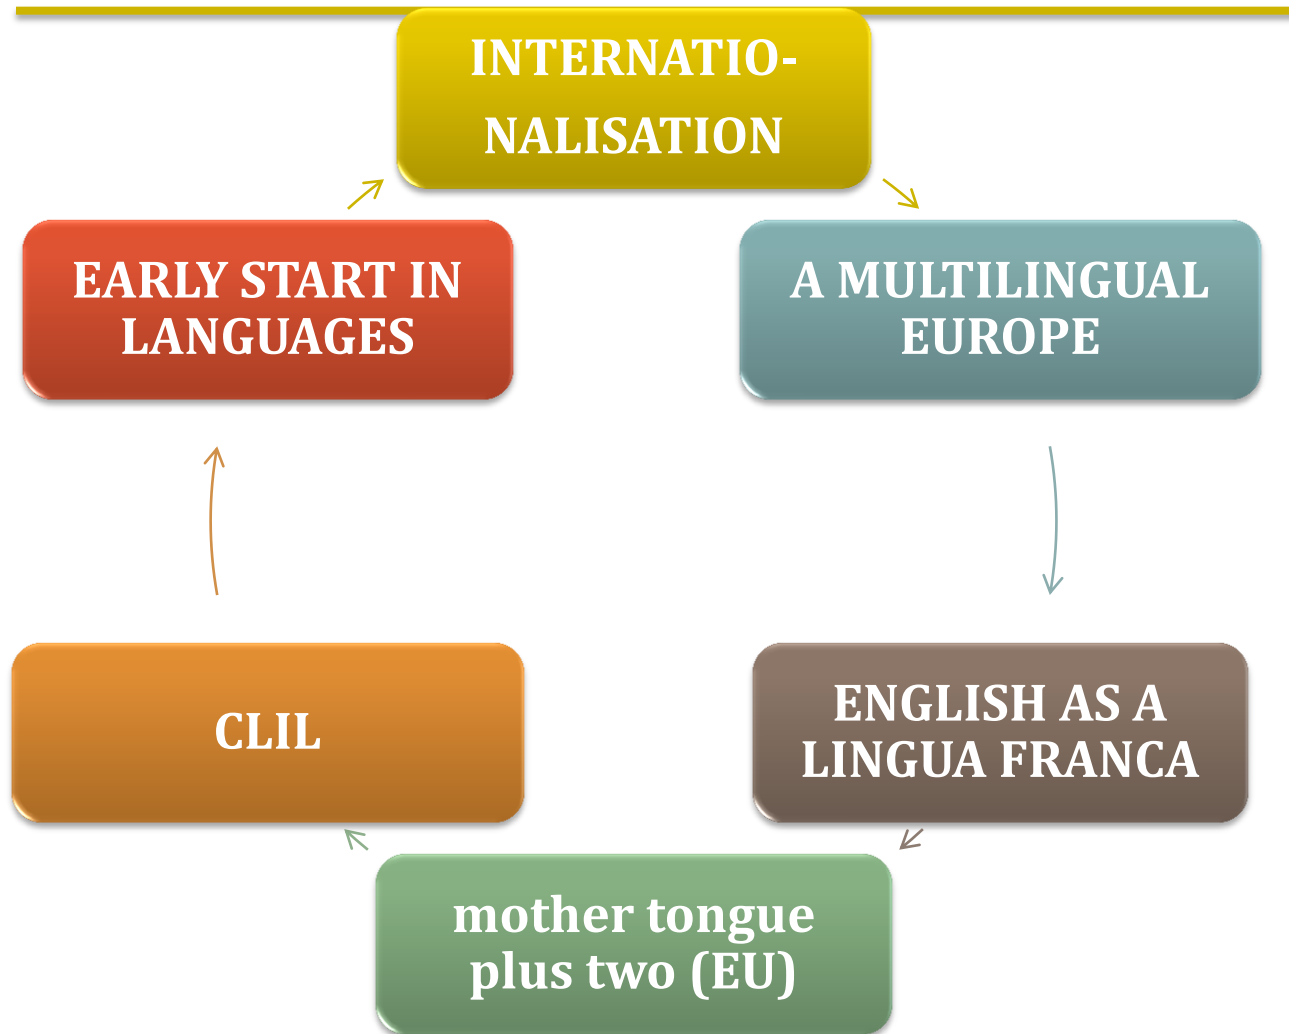 INTERNATIO-
NALISATION
A MULTILINGUAL
EUROPE
ENGLISH AS A
LINGUA FRANCA
mother tongue
plus two (EU)
CLIL
EARLY START IN
LANGUAGES